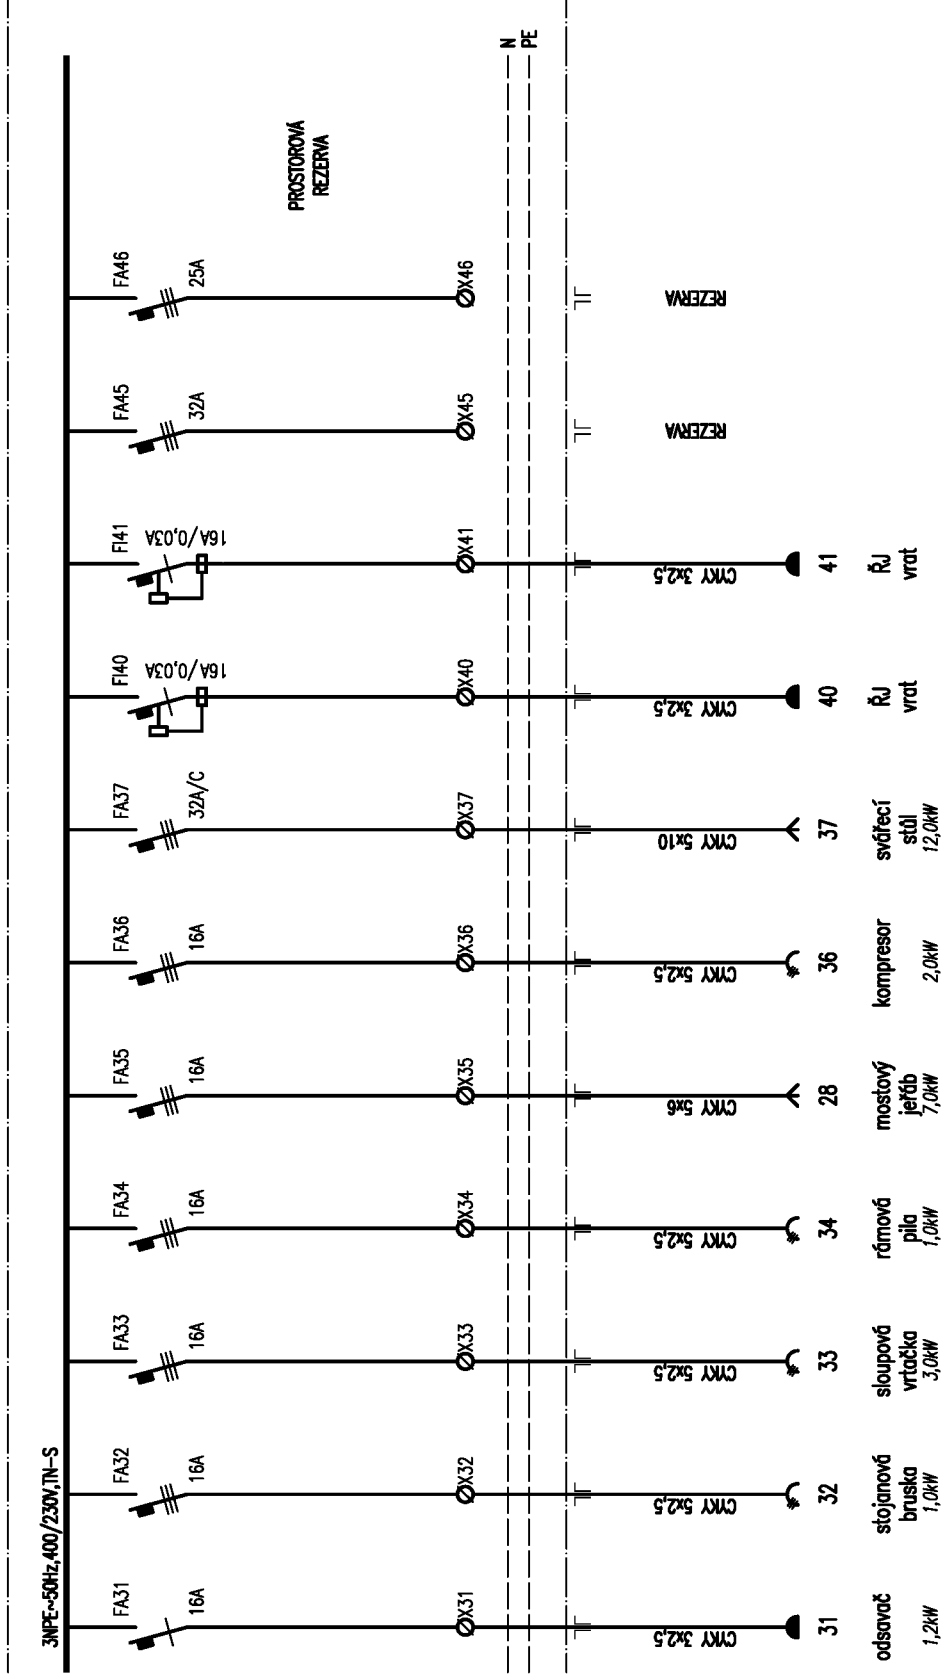 3NPE~50Hz,400/230V,TN-S
FA31
16A
X31
CYKY 3x2,5
31
odsavač
1,2kW
FA32
16A
X32
CYKY 5x2,5
32
stojanová
bruska
1,0kW
FA33
16A
X33
CYKY 5x2,5
33
sloupová
vrtačka
3,0kW
FA34
16A
X34
CYKY 5x2,5
34
rámová
pila
1,0kW
FA35
16A
X35
CYKY 5x6
28
mostový
jeřáb
7,0kW
FA36
16A
X36
CYKY 5x2,5
36
kompresor
2,0kW
FA37
32A/C
X37
CYKY 5x10
37
svářecí
stůl
12,0kW
FI40
16A/0,03A
X40
CYKY 3x2,5
40
ŘJ
vrat
FI41
16A/0,03A
X41
CYKY 3x2,5
41
ŘJ
vrat
FA45
32A
X45
REZERVA
FA46
25A
X46
REZERVA
PROSTOROVÁ
REZERVA
N
PE